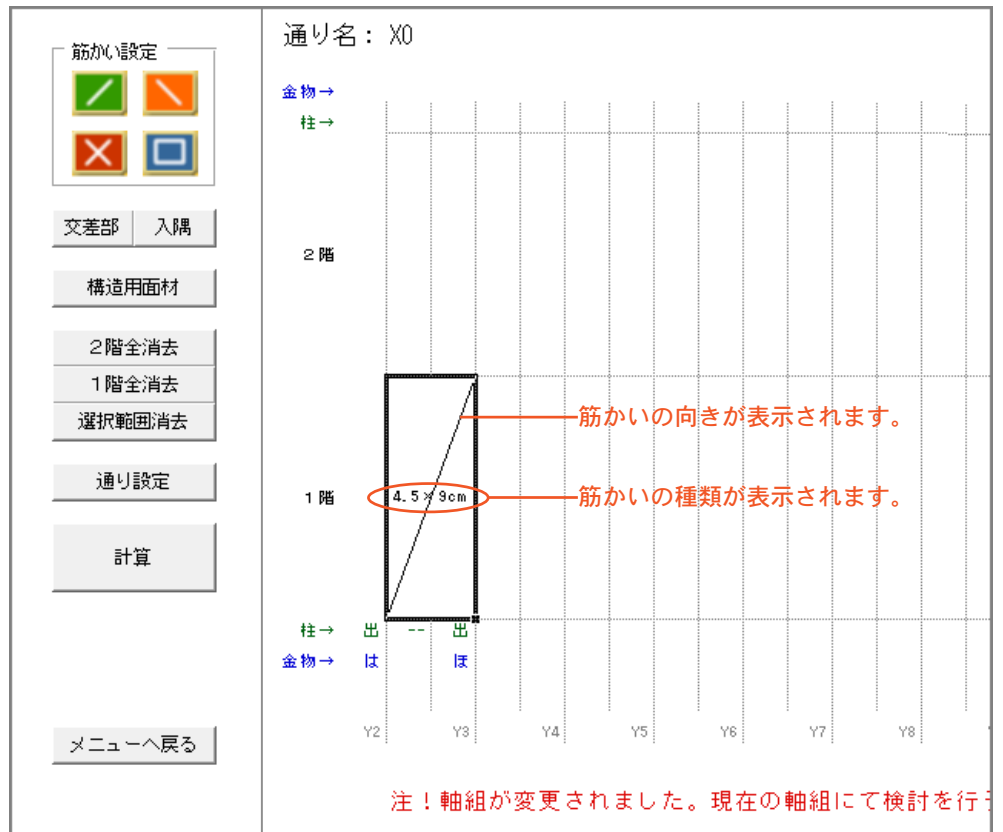 筋かい設定
交差部 入隅
構造用面材
2階全消去
1階全消去
選択範囲消去
通り設定
計算
メニューへ戻る
通り名: X0
金物→
柱→
2階
筋かいの向きが表示されます。
1階 4.5×9cm 筋かいの種類が表示されます。
柱→ 出 -- 出
金物→ は ほ
Y2 Y3 Y4 Y5 Y6 Y7 Y8
注!軸組が変更されました。現在の軸組にて検討を行